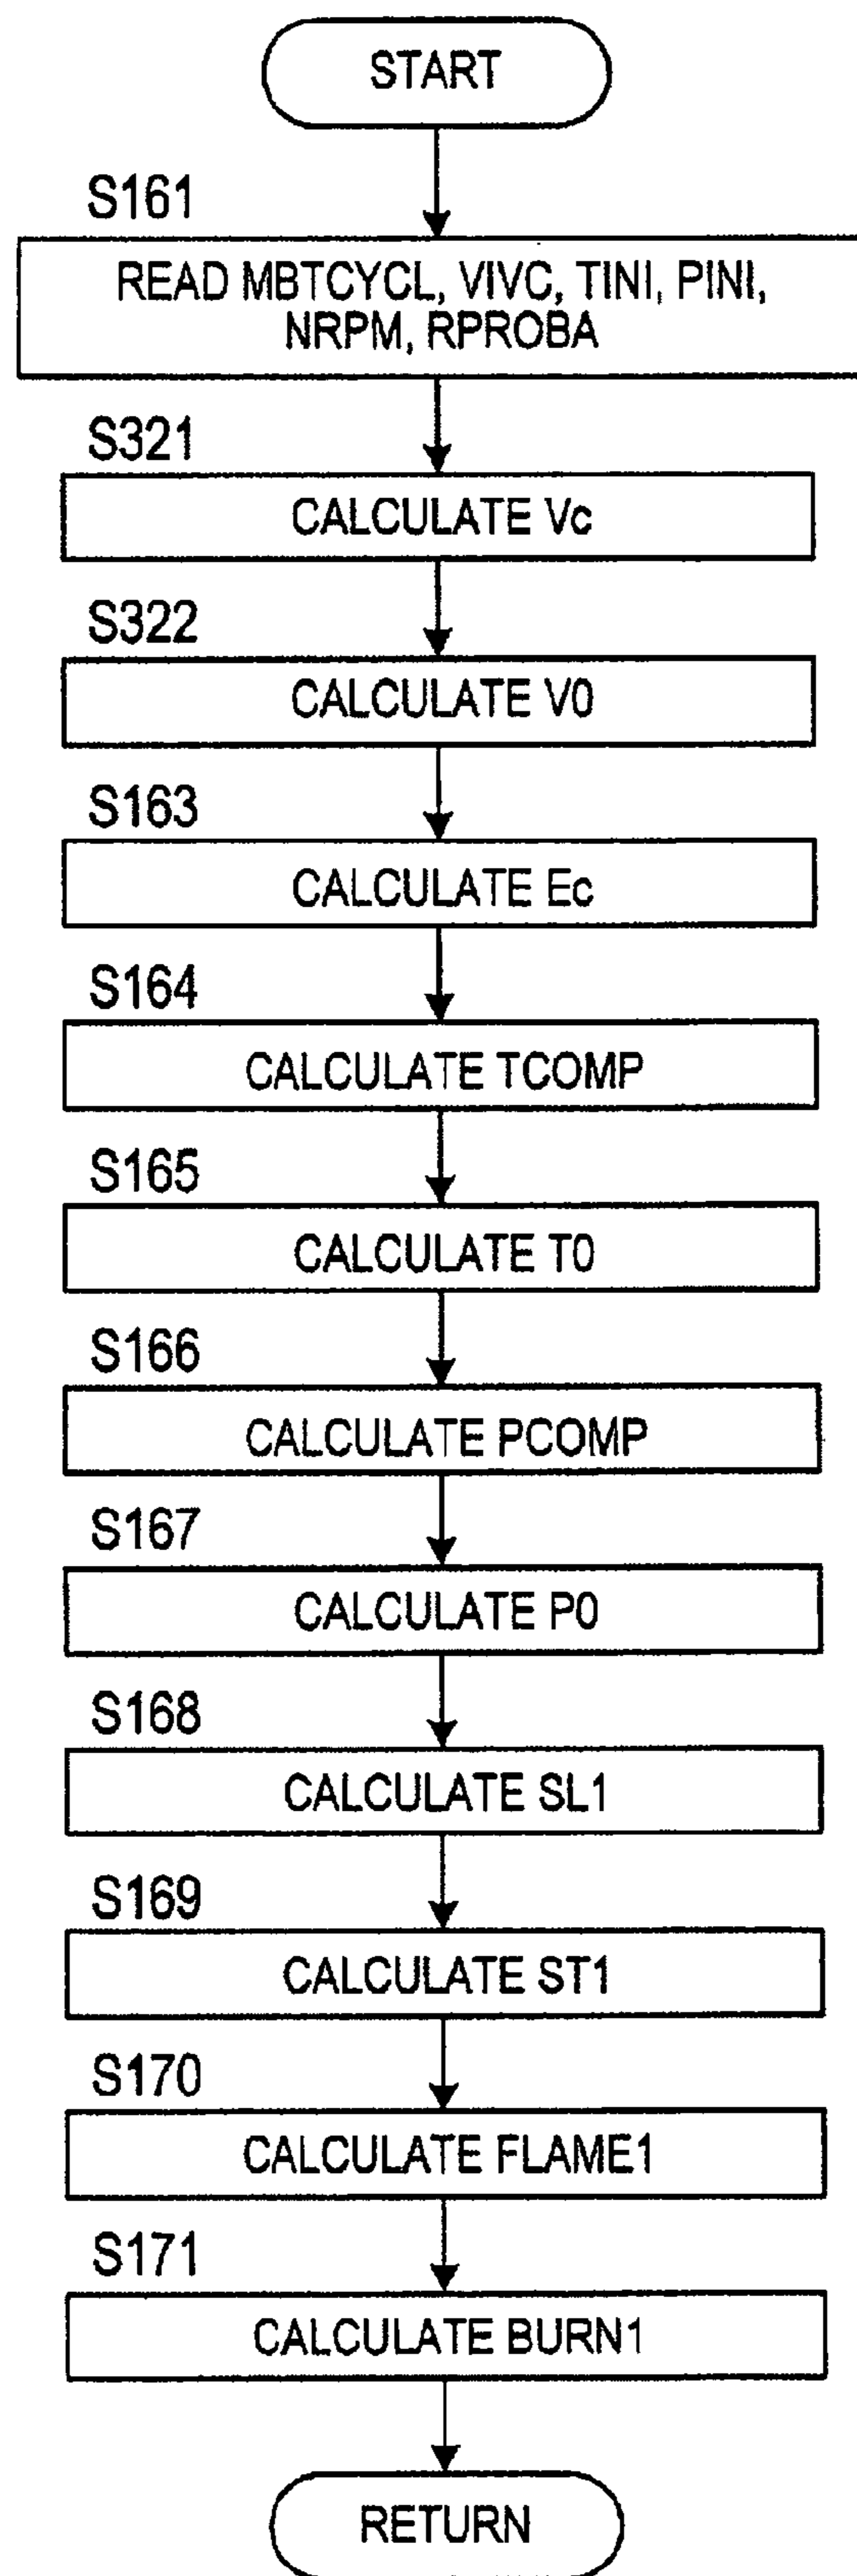 START
S161
READ MBTCYCL, VIVC, TINI, PINI,
NRPM, RPROBA
S321
CALCULATE Vc
S322
CALCULATE V0
S163
CALCULATE Ec
S164
CALCULATE TCOMP
S165
CALCULATE T0
S166
CALCULATE PCOMP
S167
CALCULATE P0
S168
CALCULATE SL1
S169
CALCULATE ST1
S170
CALCULATE FLAME1
S171
CALCULATE BURN1
RETURN